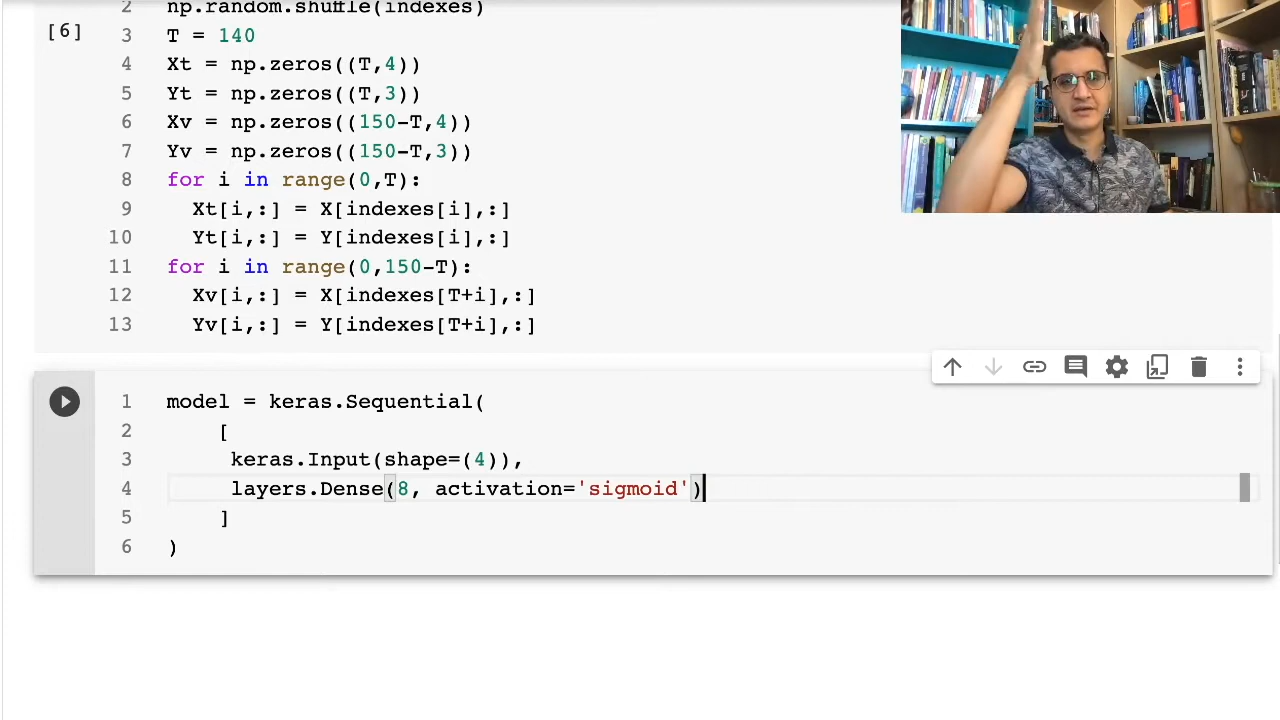 2 np.random.shuffle(indexes)
[6] 3 T = 140
4 Xt = np.zeros((T,4))
5 Yt = np.zeros((T,3))
6 Xv = np.zeros((150-T,4))
7 Yv = np.zeros((150-T,3))
8 for i in range(0,T):
9 Xt[i,:] = X[indexes[i],:]
10 Yt[i,:] = Y[indexes[i],:]
11 for i in range(0,150-T):
12 Xv[i,:] = X[indexes[T+i],:]
13 Yv[i,:] = Y[indexes[T+i],:]
1 model = keras.Sequential(
2 [
3 keras.Input(shape=(4)),
4 layers.Dense(8, activation='sigmoid')
5 ]
6 )